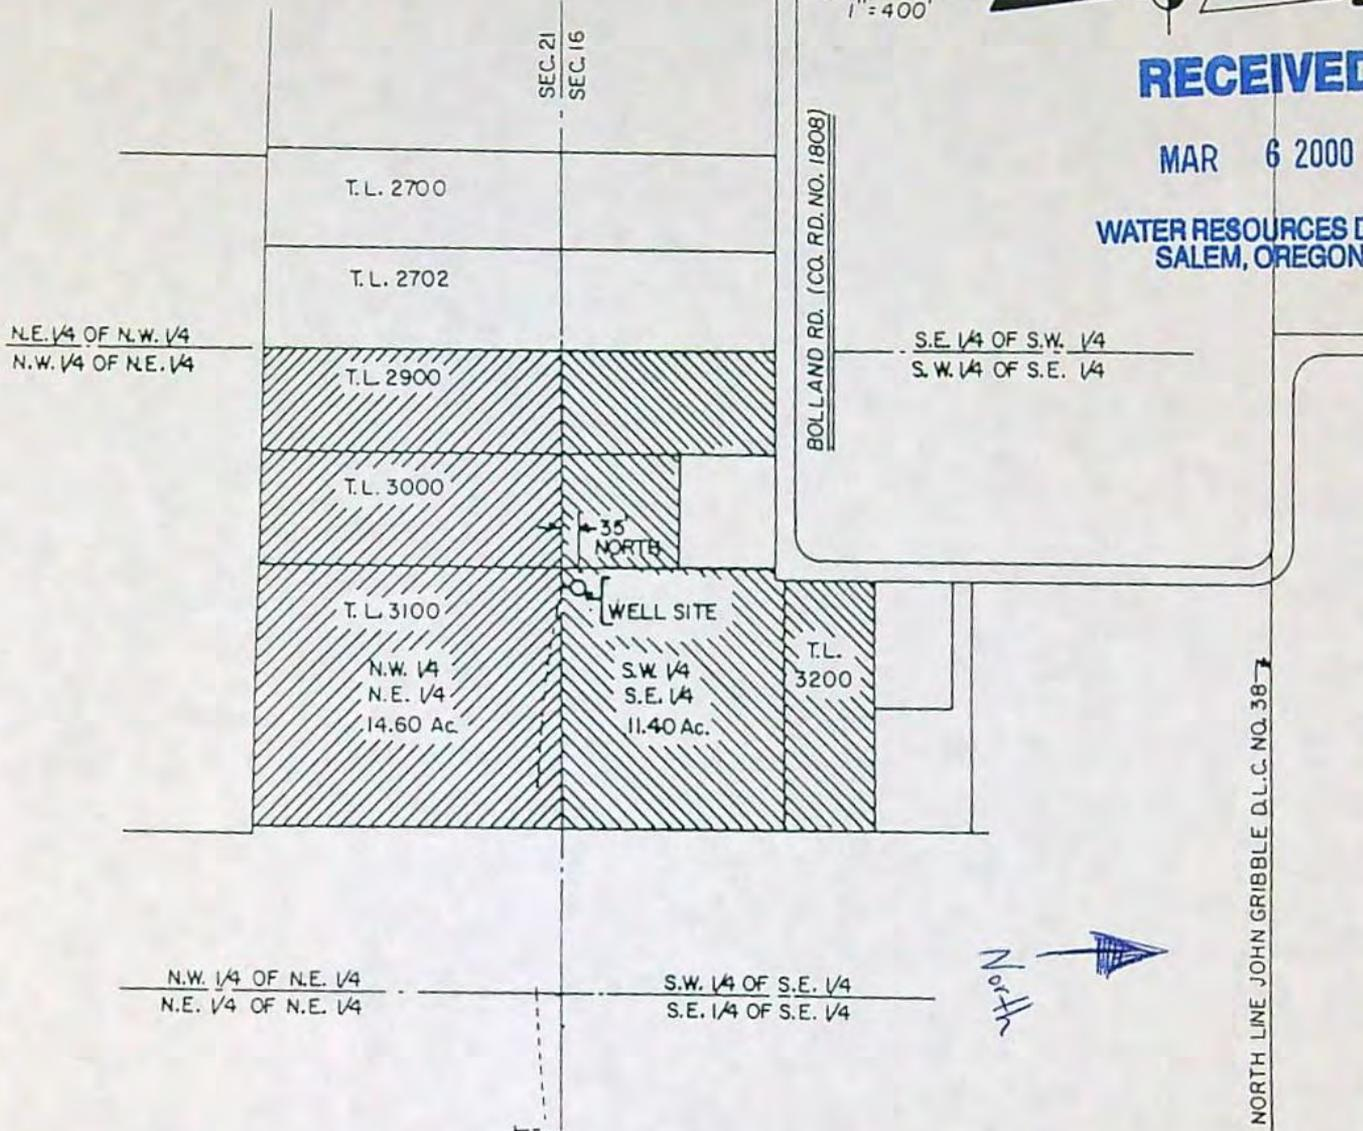 1" = 400'
SEC. 21
SEC. 16
RECEIVED
MAR 6 2000
WATER RESOURCES D
SALEM, OREGON
T.L. 2700
T.L. 2702
BOLLAND RD. (CO. RD. NO. 1808)
N.E. 1/4 OF N.W. 1/4
N.W. 1/4 OF N.E. 1/4
S.E. 1/4 OF S.W. 1/4
S.W. 1/4 OF S.E. 1/4
T.L. 2900
T.L. 3000
35'
NORTH
T.L. 3100
WELL SITE
N.W. 1/4
N.E. 1/4
14.60 Ac.
S.W. 1/4
S.E. 1/4
11.40 Ac.
T.L.
3200
NORTH LINE JOHN GRIBBLE D.L.C. NO. 38
N.W. 1/4 OF N.E. 1/4
N.E. 1/4 OF N.E. 1/4
S.W. 1/4 OF S.E. 1/4
S.E. 1/4 OF S.E. 1/4
North